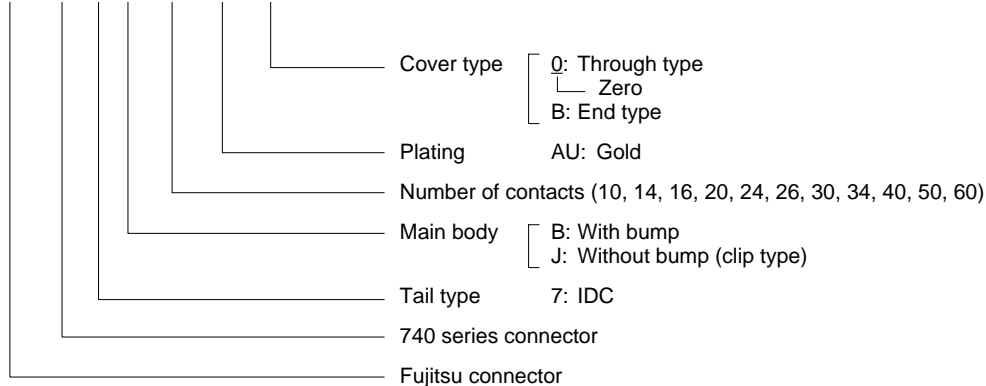 Cover type 0: Through type
Zero
B: End type
Plating AU: Gold
Number of contacts (10, 14, 16, 20, 24, 26, 30, 34, 40, 50, 60)
Main body B: With bump
J: Without bump (clip type)
Tail type 7: IDC
740 series connector
Fujitsu connector